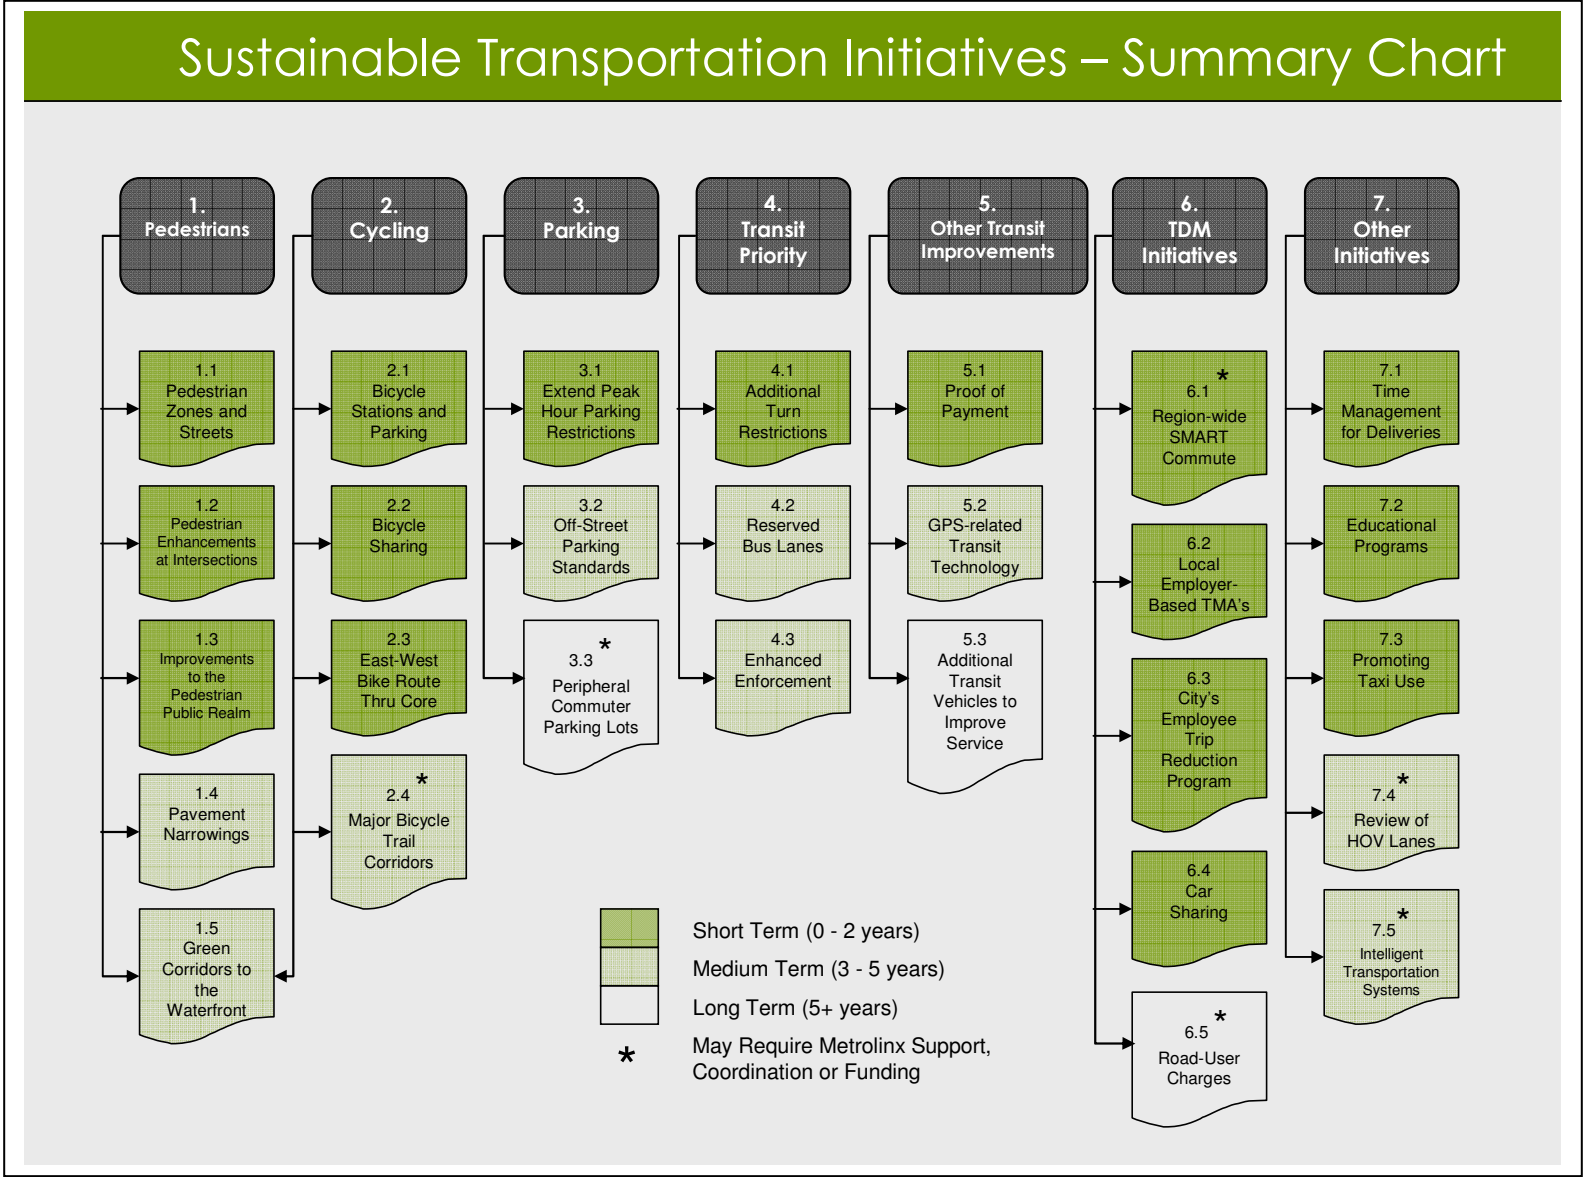 Sustainable Transportation Initiatives – Summary Chart
1.
Pedestrians
2.
Cycling
3.
Parking
4.
Transit
Priority
5.
Other Transit
Improvements
6.
TDM
Initiatives
7.
Other
Initiatives
1.1
Pedestrian
Zones and
Streets
1.2
Pedestrian
Enhancements
at Intersections
1.3
Improvements
to the
Pedestrian
Public Realm
1.4
Pavement
Narrowings
1.5
Green
Corridors to
the
Waterfront
2.1
Bicycle
Stations and
Parking
2.2
Bicycle
Sharing
2.3
East-West
Bike Route
Thru Core
*
2.4
Major Bicycle
Trail
Corridors
3.1
Extend Peak
Hour Parking
Restrictions
3.2
Off-Street
Parking
Standards
*
3.3
Peripheral
Commuter
Parking Lots
4.1
Additional
Turn
Restrictions
4.2
Reserved
Bus Lanes
4.3
Enhanced
Enforcement
5.1
Proof of
Payment
5.2
GPS-related
Transit
Technology
5.3
Additional
Transit
Vehicles to
Improve
Service
*
6.1
Region-wide
SMART
Commute
6.2
Local
Employer-
Based TMA's
6.3
City's
Employee
Trip
Reduction
Program
6.4
Car
Sharing
*
6.5
Road-User
Charges
7.1
Time
Management
for Deliveries
7.2
Educational
Programs
7.3
Promoting
Taxi Use
*
7.4
Review of
HOV Lanes
*
7.5
Intelligent
Transportation
Systems
Short Term (0 - 2 years)
Medium Term (3 - 5 years)
Long Term (5+ years)
* May Require Metrolinx Support,
Coordination or Funding